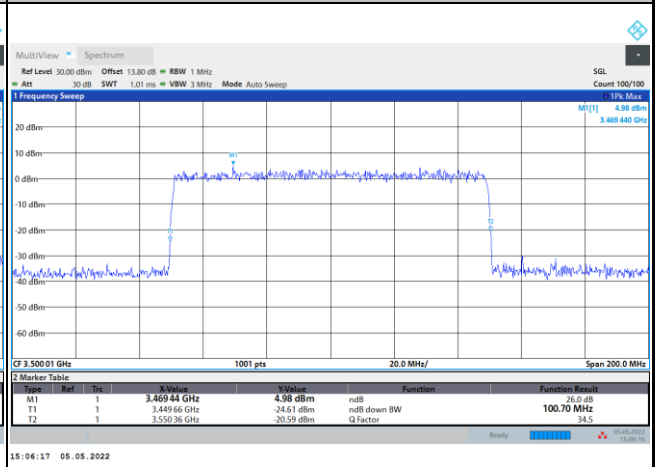 MultiView Spectrum
Ref Level 30.00 dBm Offset 13.80 dB RBW 1 MHz SGL
Att 30 dB SWT 1.01 ms VBW 3 MHz Mode Auto Sweep Count 100/100
1 Frequency Sweep 1Pk Max
M1[1] 4.98 dBm
3.469 440 GHz
20 dBm
10 dBm
M1
0 dBm
-10 dBm
-20 dBm
T2
-30 dBm
-40 dBm
-50 dBm
-60 dBm
CF 3.500 01 GHz 1001 pts 20.0 MHz/ Span 200.0 MHz
2 Marker Table
Type Ref Trc X-Value Y-Value Function Function Result
M1 1 3.469 44 GHz 4.98 dBm ndB 26.0 dB
T1 1 3.449 66 GHz -24.61 dBm ndB down BW 100.70 MHz
T2 1 3.550 36 GHz -20.59 dBm Q Factor 34.5
Ready 05.05.2022
15:06:16
15:06:17 05.05.2022